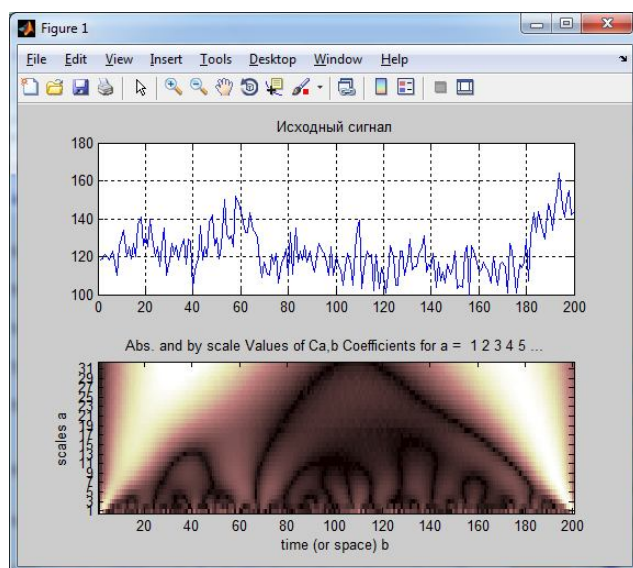 Figure 1
File Edit View Insert Tools Desktop Window Help
Исходный сигнал
180
160
140
120
100
0 20 40 60 80 100 120 140 160 180 200
Abs. and by scale Values of Ca,b Coefficients for a = 1 2 3 4 5 ...
scales a
31
29
27
25
23
21
19
17
15
13
11
9
7
5
3
1
20 40 60 80 100 120 140 160 180 200
time (or space) b